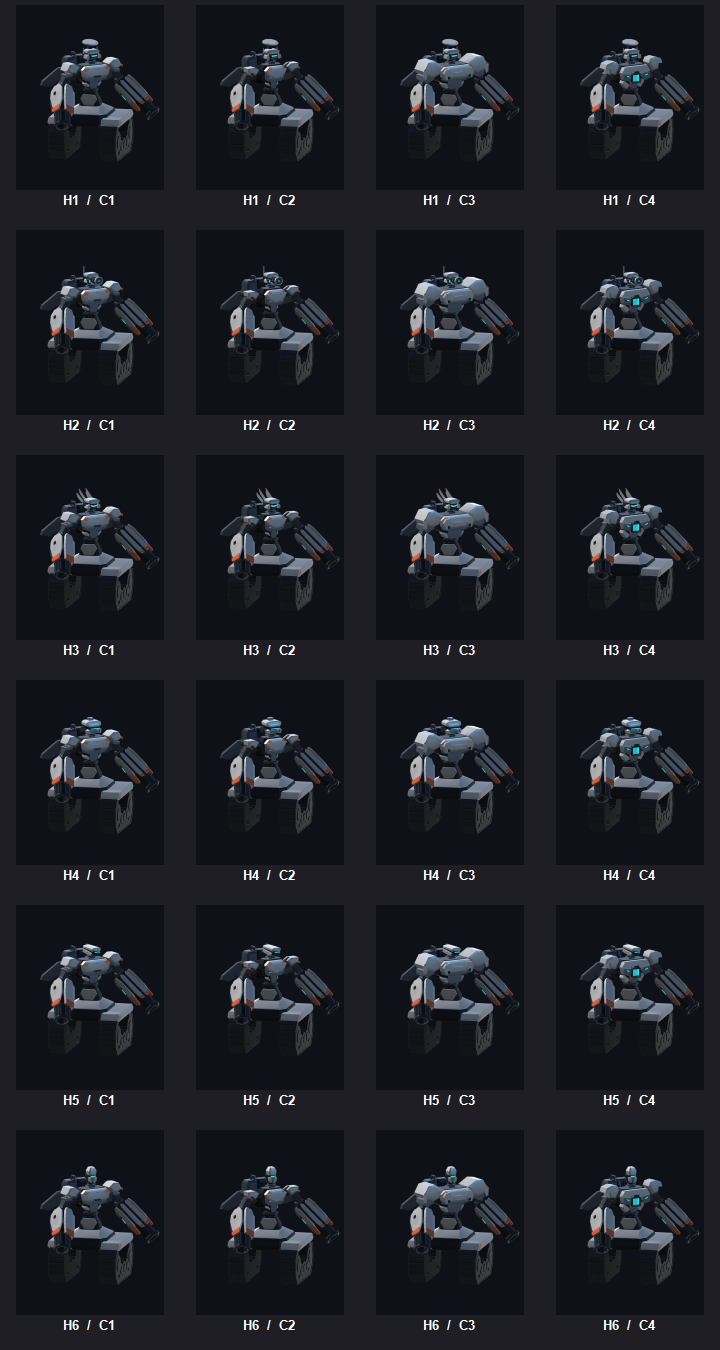 H1 / C1 H1 / C2 H1 / C3 H1 / C4
H2 / C1 H2 / C2 H2 / C3 H2 / C4
H3 / C1 H3 / C2 H3 / C3 H3 / C4
H4 / C1 H4 / C2 H4 / C3 H4 / C4
H5 / C1 H5 / C2 H5 / C3 H5 / C4
H6 / C1 H6 / C2 H6 / C3 H6 / C4